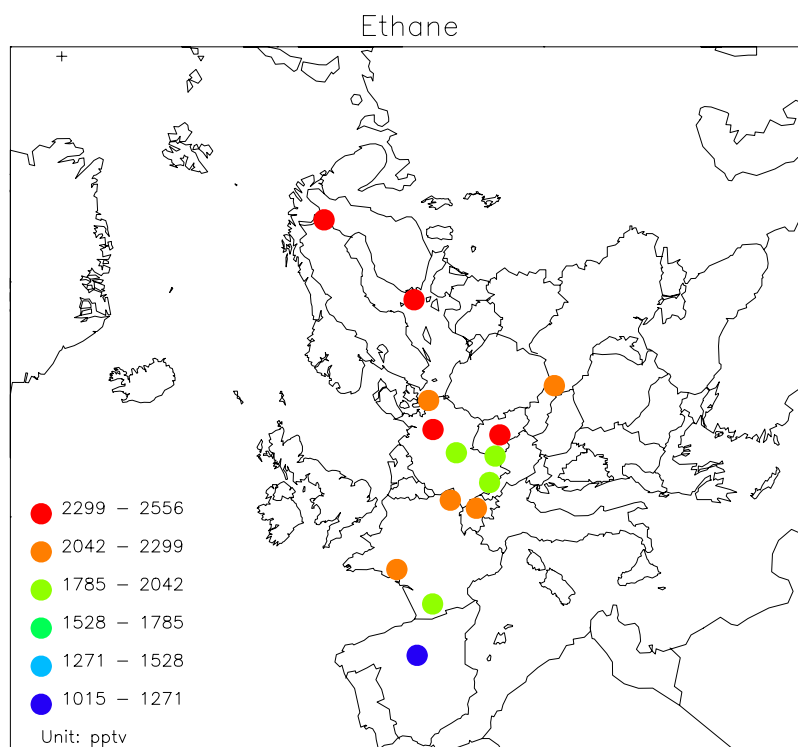 Ethane
2299 – 2556
2042 – 2299
1785 – 2042
1528 – 1785
1271 – 1528
1015 – 1271
Unit: pptv